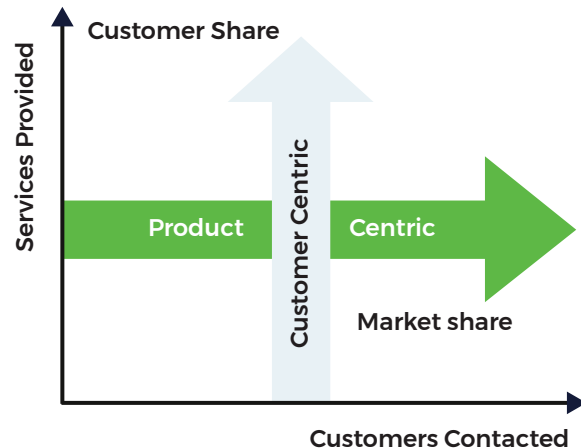 Customer Share
Services Provided
Product Centric
Customer Centric
Market share
Customers Contacted